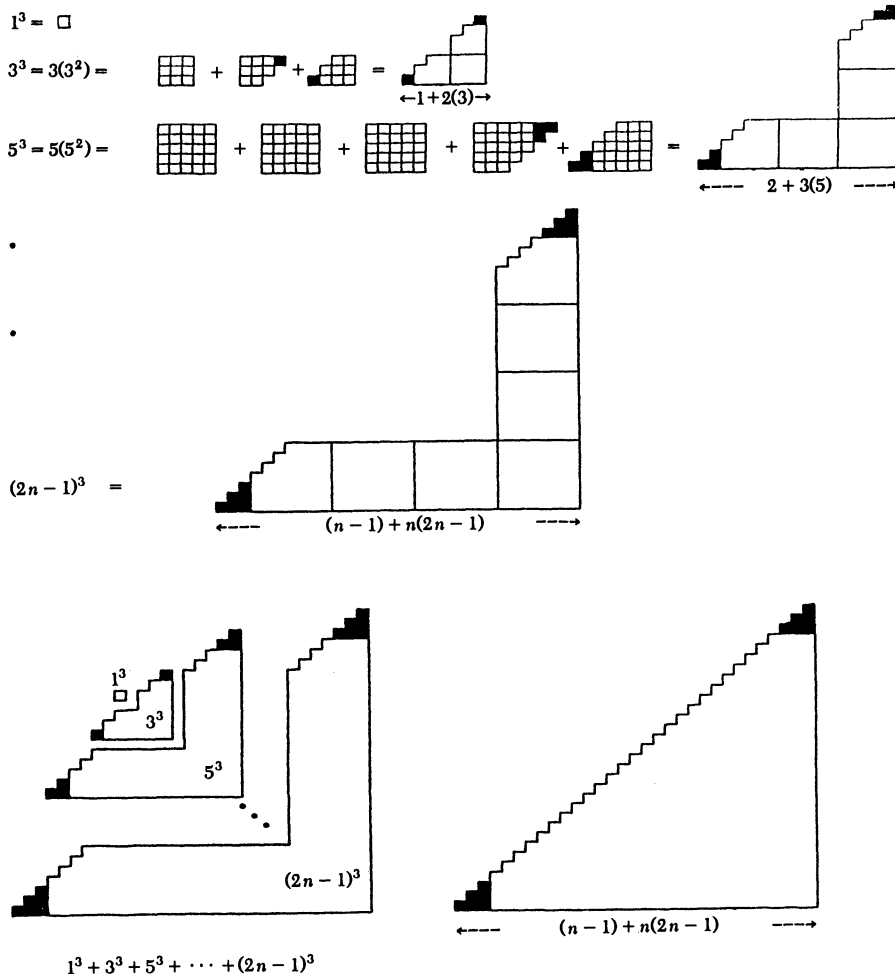 1³ =
3³ = 3(3²) = + + =
←1 + 2(3)→
5³ = 5(5²) = + + + + =
←---- 2 + 3(5) ----→
(2n − 1)³ =
←---- (n − 1) + n(2n − 1) ----→
1³
3³
5³
(2n − 1)³
←---- (n − 1) + n(2n − 1) ----→
1³ + 3³ + 5³ + ··· + (2n − 1)³